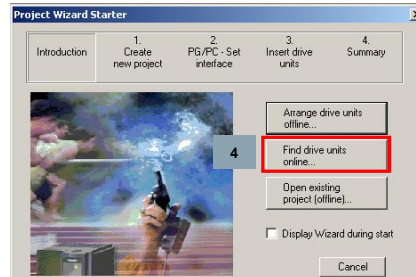 Project Wizard Starter
Introduction
1.
Create
new project
2.
PG/PC - Set
interface
3.
Insert drive
units
4.
Summary
Arrange drive units
offline...
4
Find drive units
online...
Open existing
project (offline)...
Display Wizard during start
Cancel